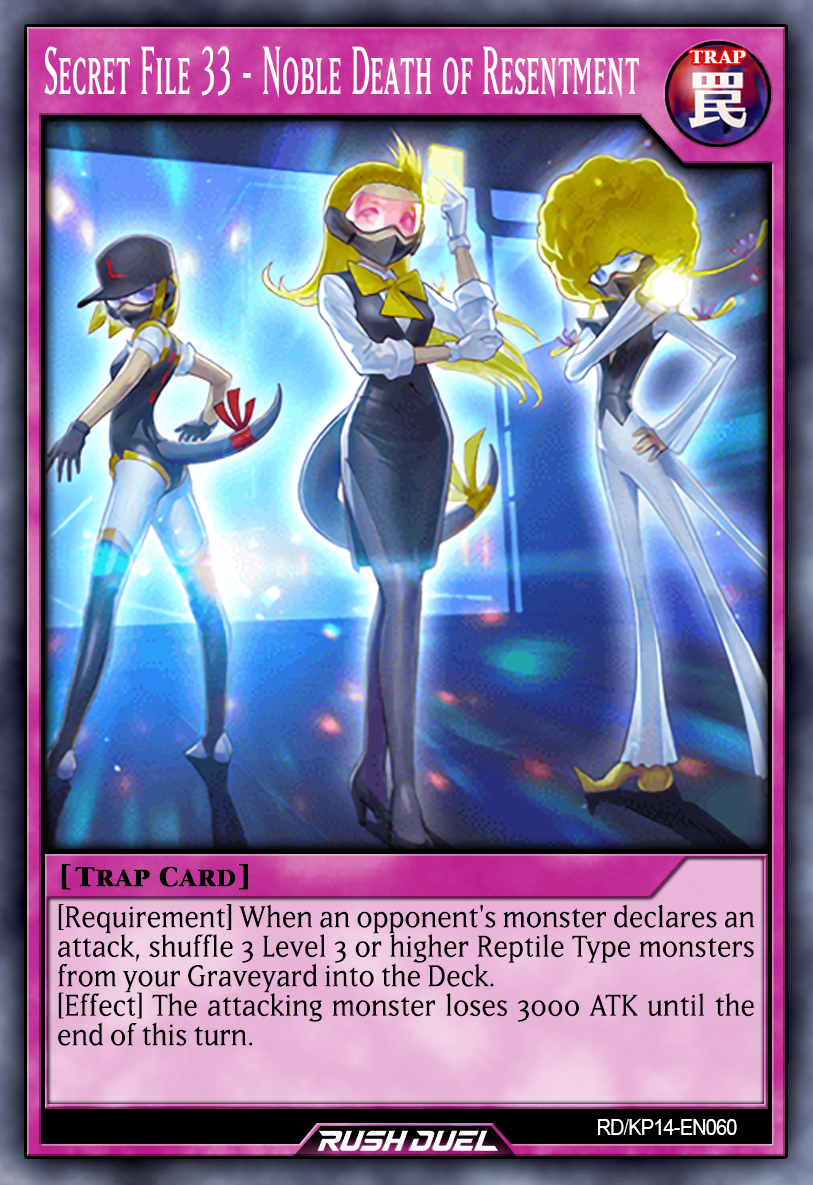 Secret File 33 - Noble Death of Resentment
TRAP
罠
L
[Trap Card]
[Requirement] When an opponent's monster declares an
attack, shuffle 3 Level 3 or higher Reptile Type monsters
from your Graveyard into the Deck.
[Effect] The attacking monster loses 3000 ATK until the
end of this turn.
RD/KP14-EN060
RUSH DUEL